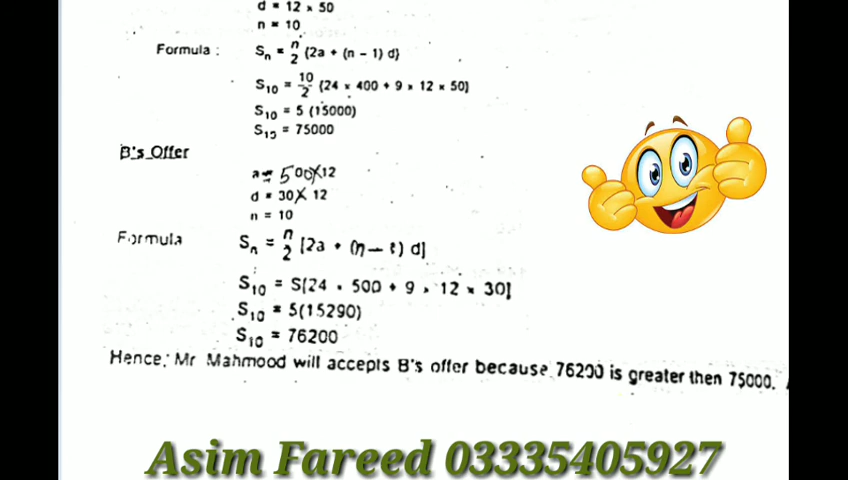 d = 12 × 50
n = 10
Formula : Sn = n/2 {2a + (n − 1) d}
S10 = 10/2 {24 × 400 + 9 × 12 × 50]
S10 = 5 (15000)
S10 = 75000
B's Offer
a = 500×12
d = 30× 12
n = 10
Formula Sn = n/2 [2a + (n − 1) d]
S10 = S[24 . 500 + 9 × 12 × 30]
S10 = 5(15290)
S10 = 76200
Hence; Mr Mahmood will accepts B's offer because 76200 is greater then 75000.
Asim Fareed 03335405927